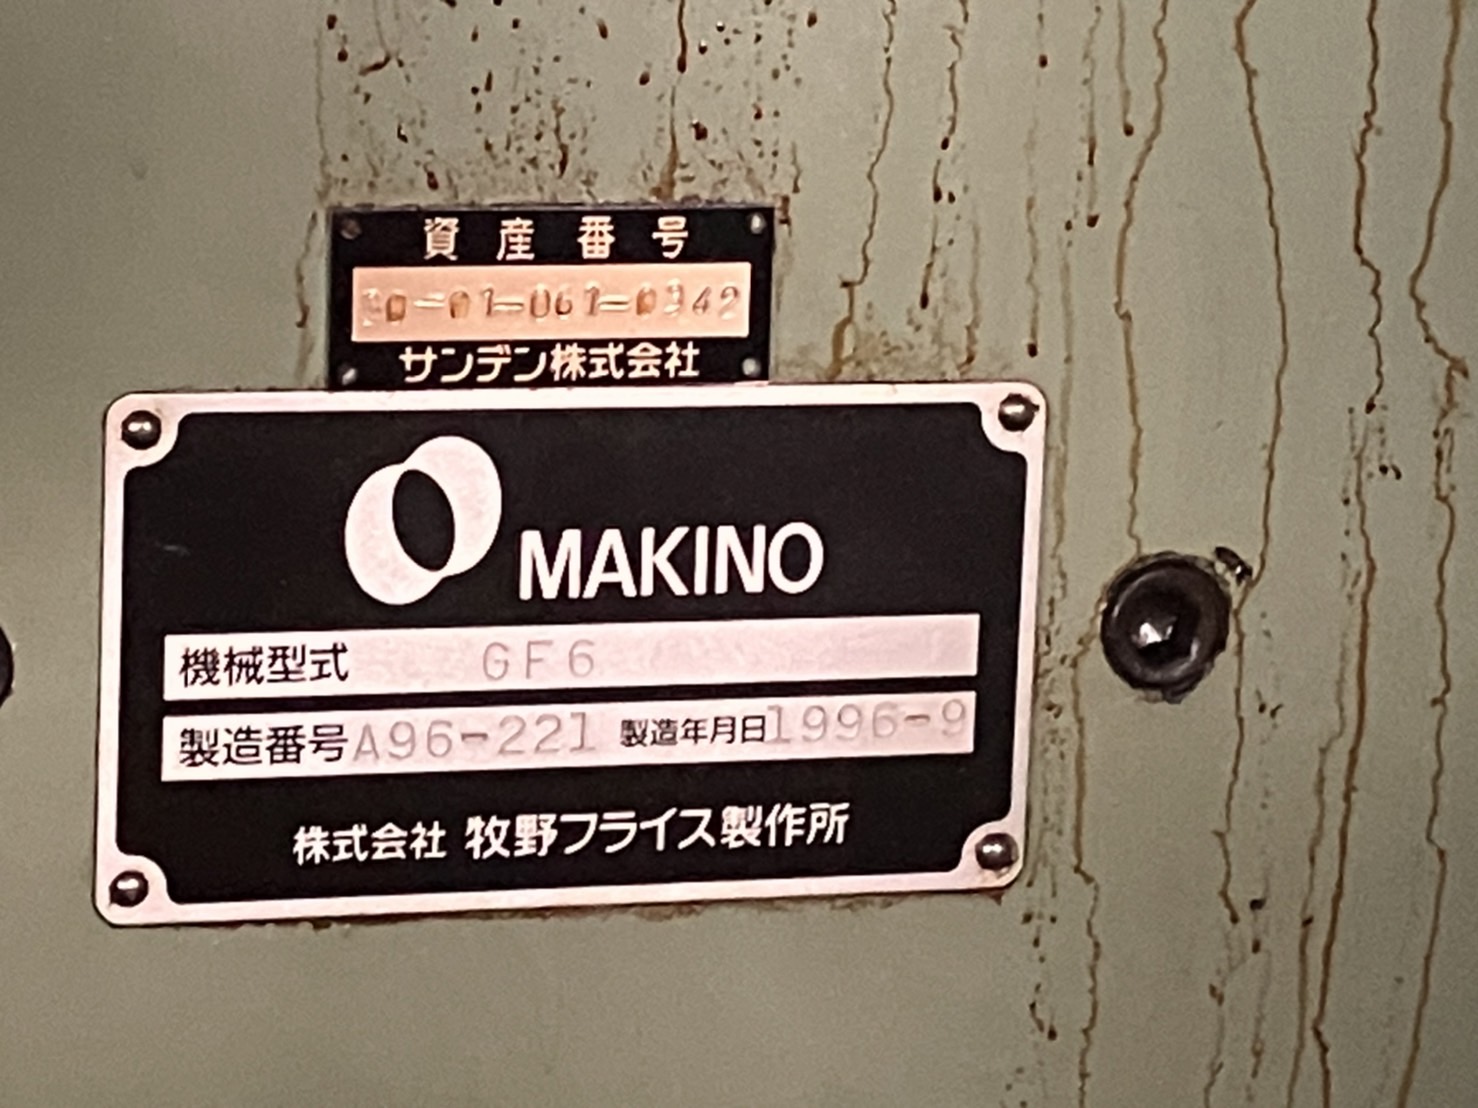 資産番号
サンデン株式会社
MAKINO
機械型式 GF6
製造番号 A96-221 製造年月日 1996-9
株式会社 牧野フライス製作所